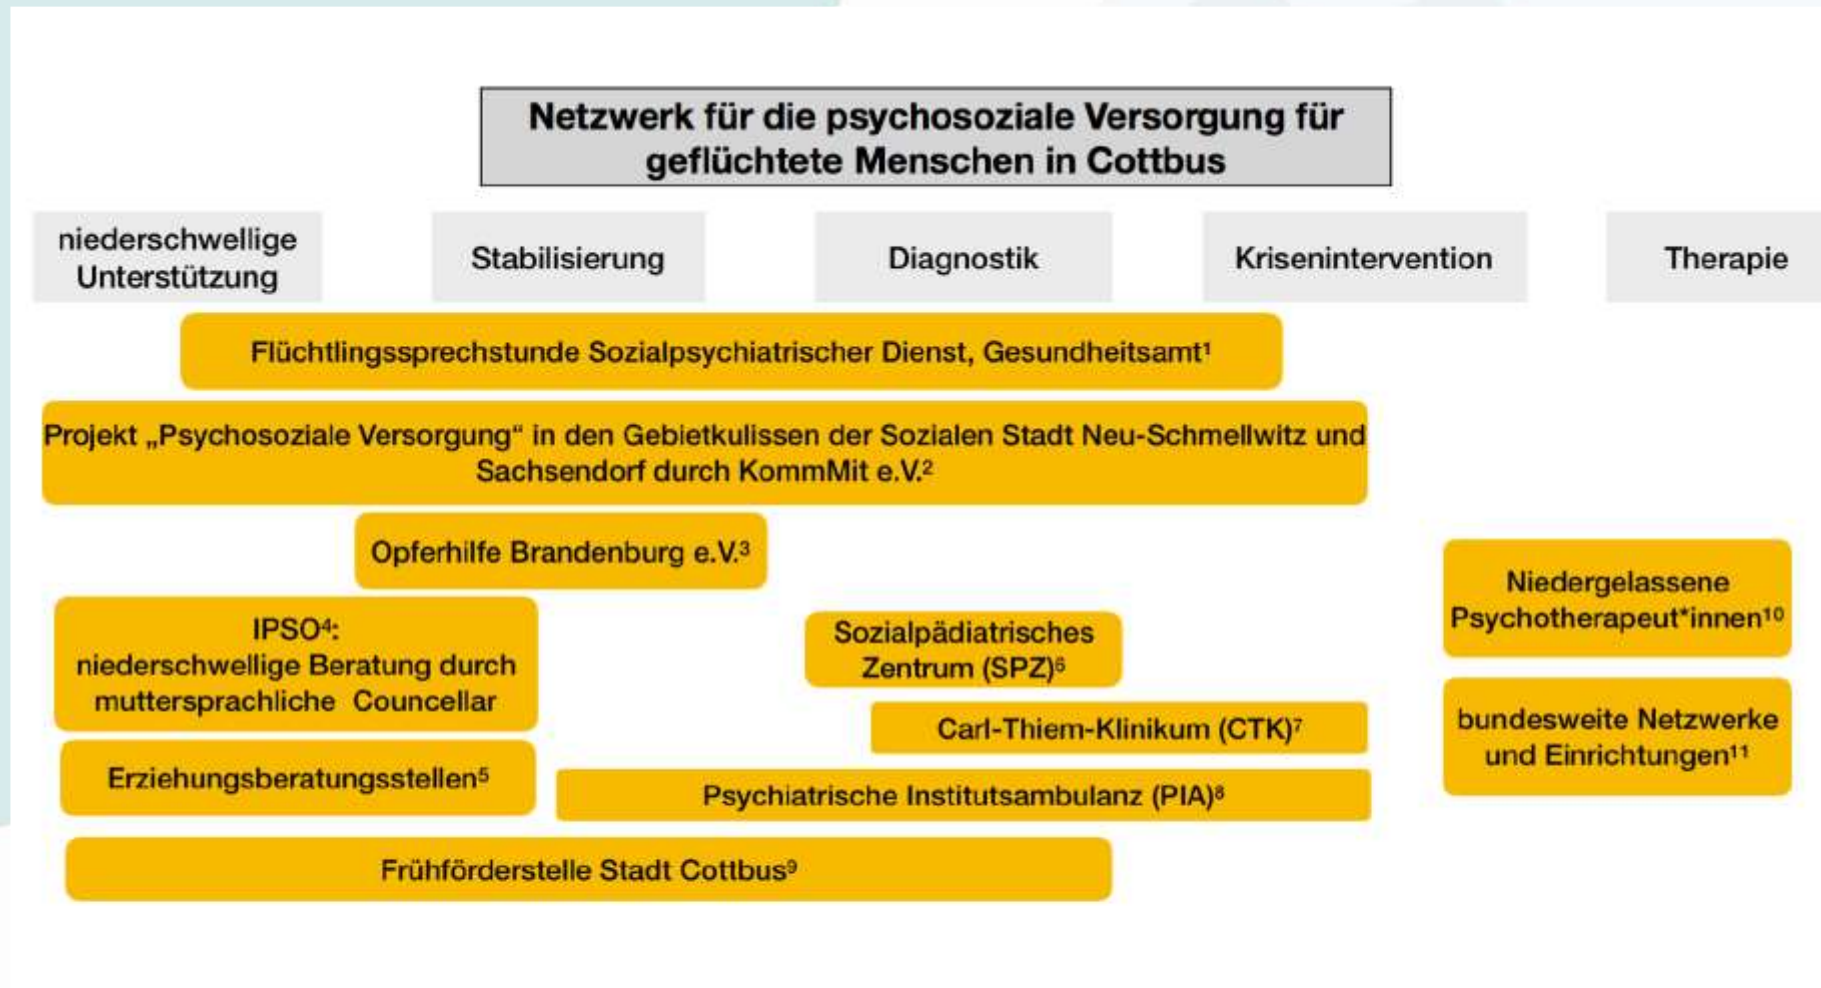 Netzwerk für die psychosoziale Versorgung für
geflüchtete Menschen in Cottbus
niederschwellige
Unterstützung
Stabilisierung
Diagnostik
Krisenintervention
Therapie
Flüchtlingssprechstunde Sozialpsychiatrischer Dienst, Gesundheitsamt¹
Projekt „Psychosoziale Versorgung“ in den Gebietkulissen der Sozialen Stadt Neu-Schmellwitz und
Sachsendorf durch KommMit e.V.²
Opferhilfe Brandenburg e.V.³
IPSO⁴:
niederschwellige Beratung durch
muttersprachliche Councellar
Erziehungsberatungsstellen⁵
Sozialpädiatrisches
Zentrum (SPZ)⁶
Carl-Thiem-Klinikum (CTK)⁷
Psychiatrische Institutsambulanz (PIA)⁸
Frühförderstelle Stadt Cottbus⁹
Niedergelassene
Psychotherapeut*innen¹⁰
bundesweite Netzwerke
und Einrichtungen¹¹